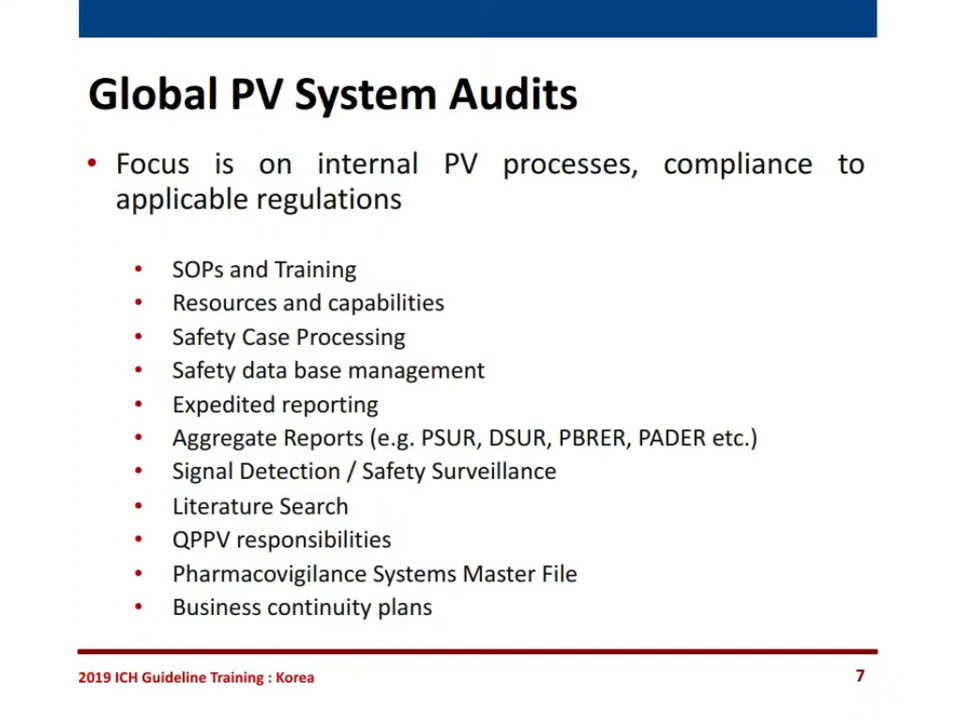 Global PV System Audits
• Focus is on internal PV processes, compliance to
applicable regulations
• SOPs and Training
• Resources and capabilities
• Safety Case Processing
• Safety data base management
• Expedited reporting
• Aggregate Reports (e.g. PSUR, DSUR, PBRER, PADER etc.)
• Signal Detection / Safety Surveillance
• Literature Search
• QPPV responsibilities
• Pharmacovigilance Systems Master File
• Business continuity plans
2019 ICH Guideline Training : Korea
7